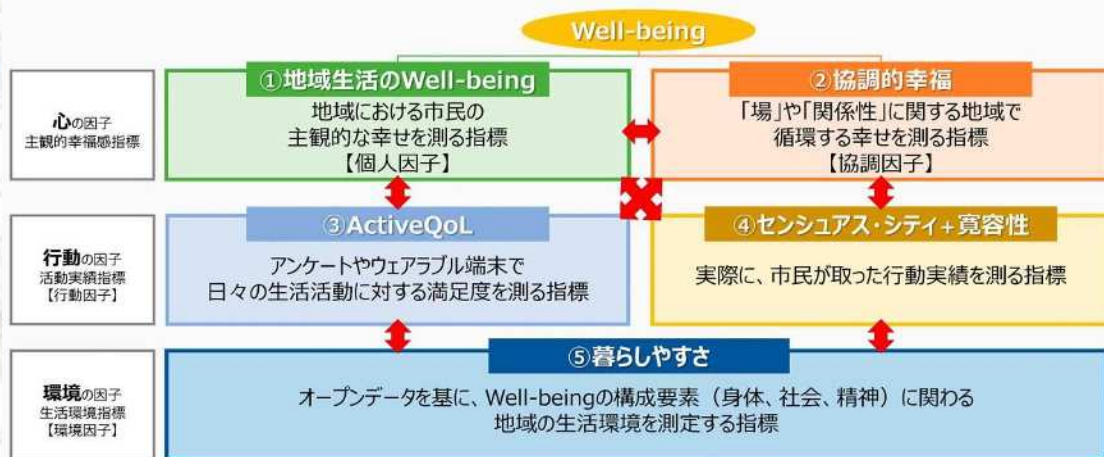 Well-being
心の因子
主観的幸福感指標
①地域生活のWell-being
地域における市民の
主観的な幸せを測る指標
【個人因子】
②協調的幸福
「場」や「関係性」に関する地域で
循環する幸せを測る指標
【協調因子】
行動の因子
活動実績指標
【行動因子】
③ActiveQoL
アンケートやウェアラブル端末で
日々の生活活動に対する満足度を測る指標
④センシュアス・シティ+寛容性
実際に、市民が取った行動実績を測る指標
環境の因子
生活環境指標
【環境因子】
⑤暮らしやすさ
オープンデータを基に、Well-beingの構成要素（身体、社会、精神）に関わる
地域の生活環境を測定する指標